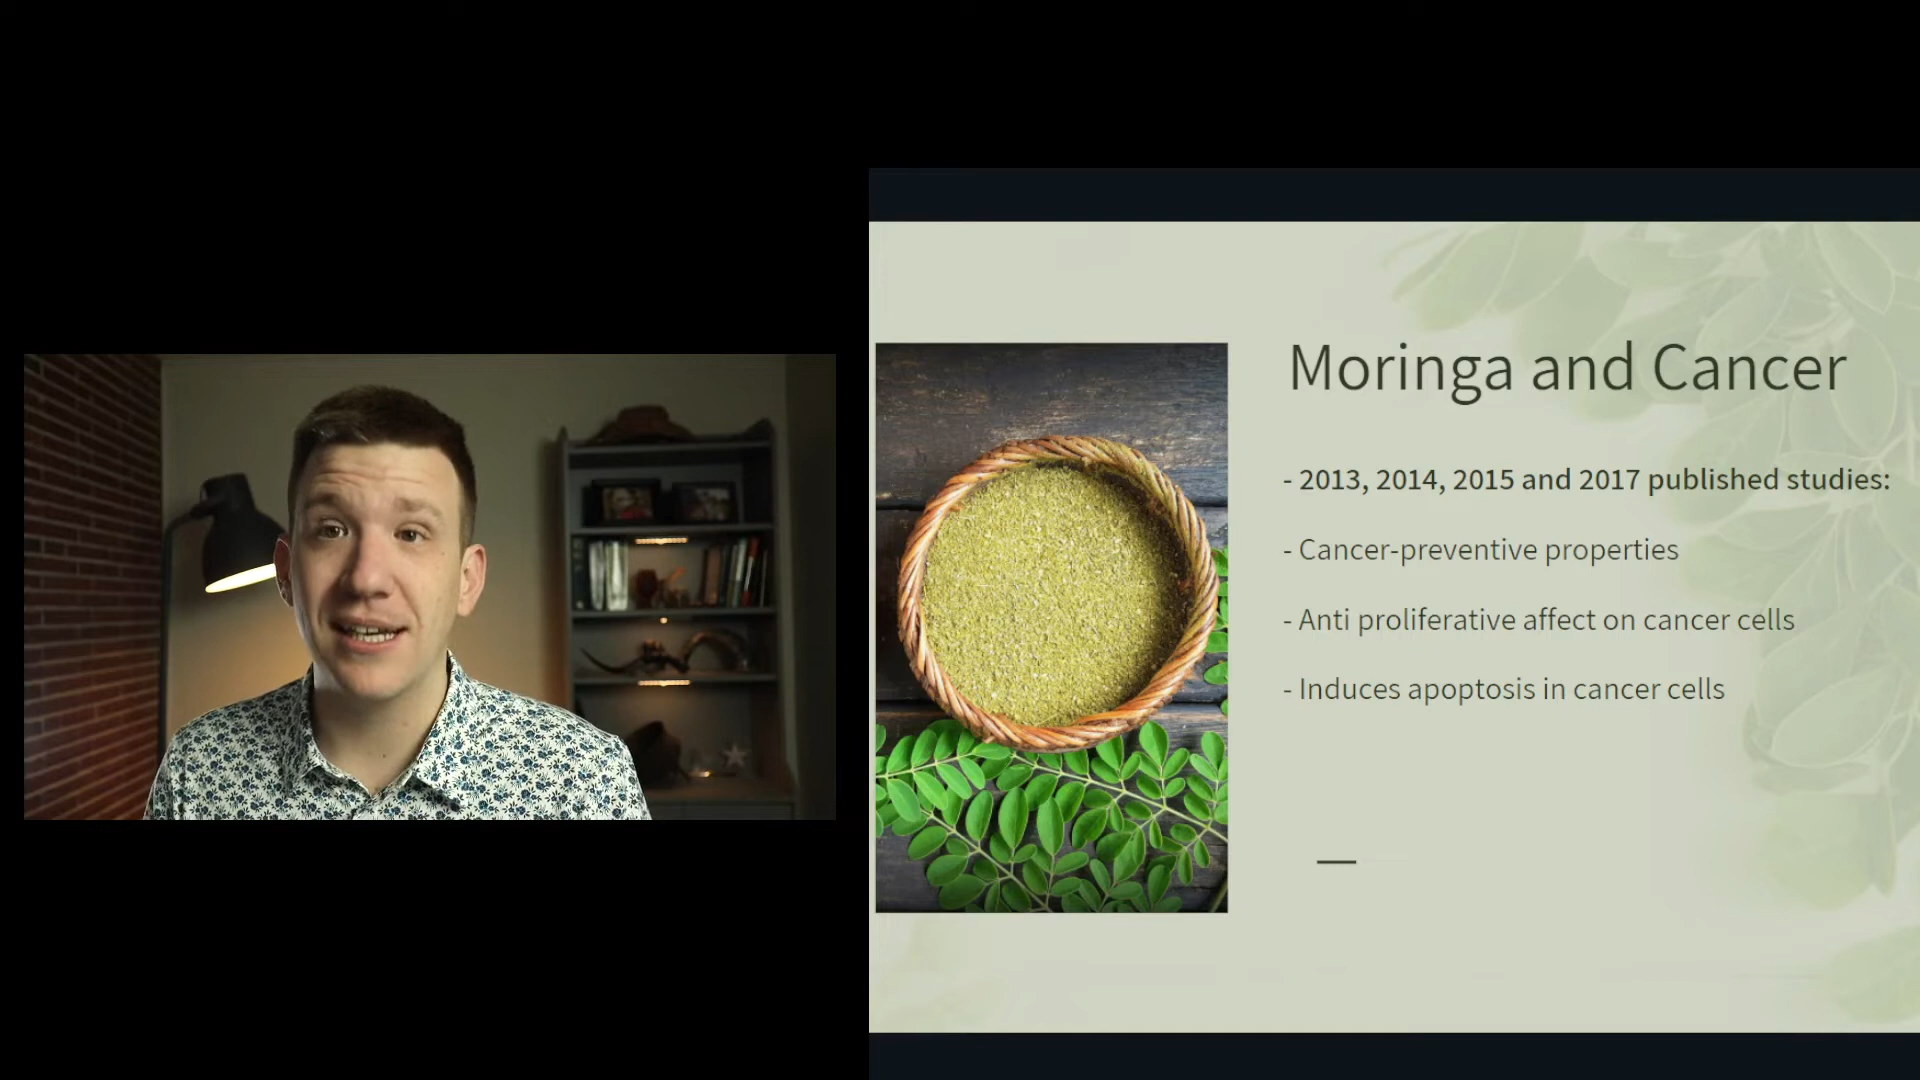 Moringa and Cancer
- 2013, 2014, 2015 and 2017 published studies:
- Cancer-preventive properties
- Anti proliferative affect on cancer cells
- Induces apoptosis in cancer cells